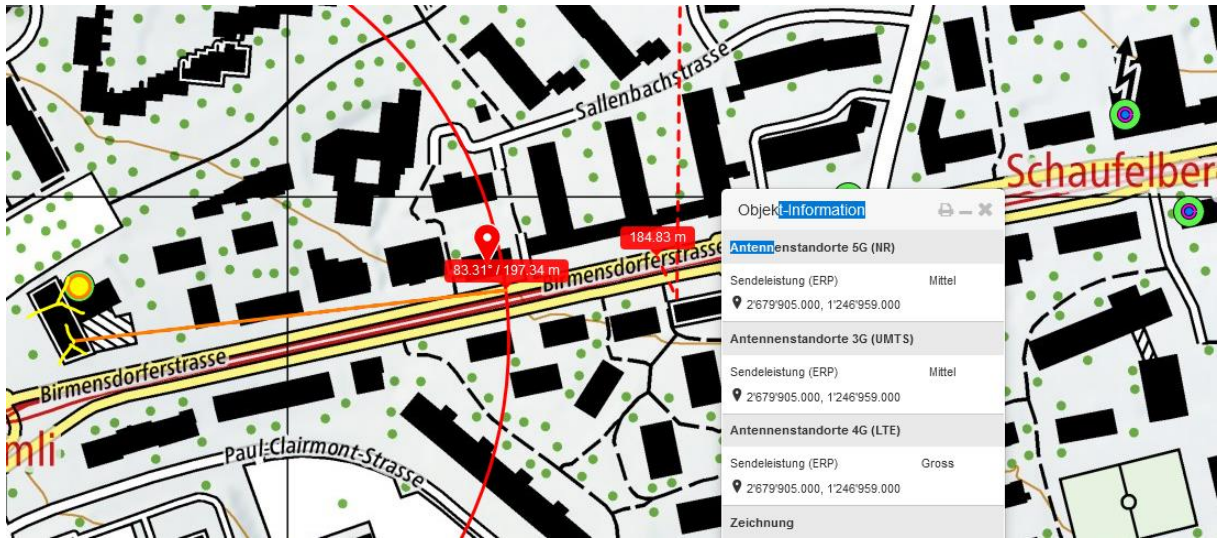 Sallenbachstrasse
Schaufelber
184.83 m
83.31° / 197.34 m
Birmensdorferstrasse
Birmensdorferstrasse
mli
Paul-Clairmont-Strasse
Objekt-Information
Antennenstandorte 5G (NR)
Sendeleistung (ERP) Mittel
2'679'905.000, 1'246'959.000
Antennenstandorte 3G (UMTS)
Sendeleistung (ERP) Mittel
2'679'905.000, 1'246'959.000
Antennenstandorte 4G (LTE)
Sendeleistung (ERP) Gross
2'679'905.000, 1'246'959.000
Zeichnung